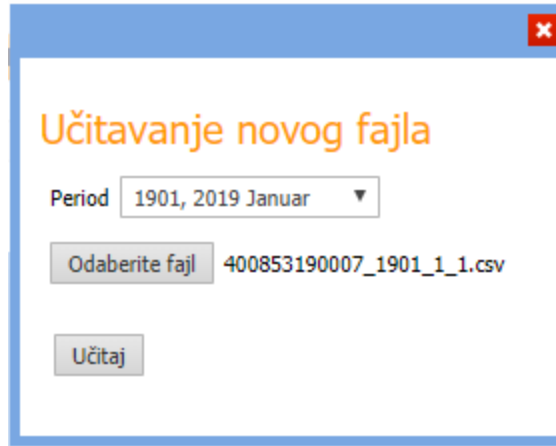 Učitavanje novog fajla
Period 1901, 2019 Januar
Odaberite fajl 400853190007_1901_1_1.csv
Učitaj